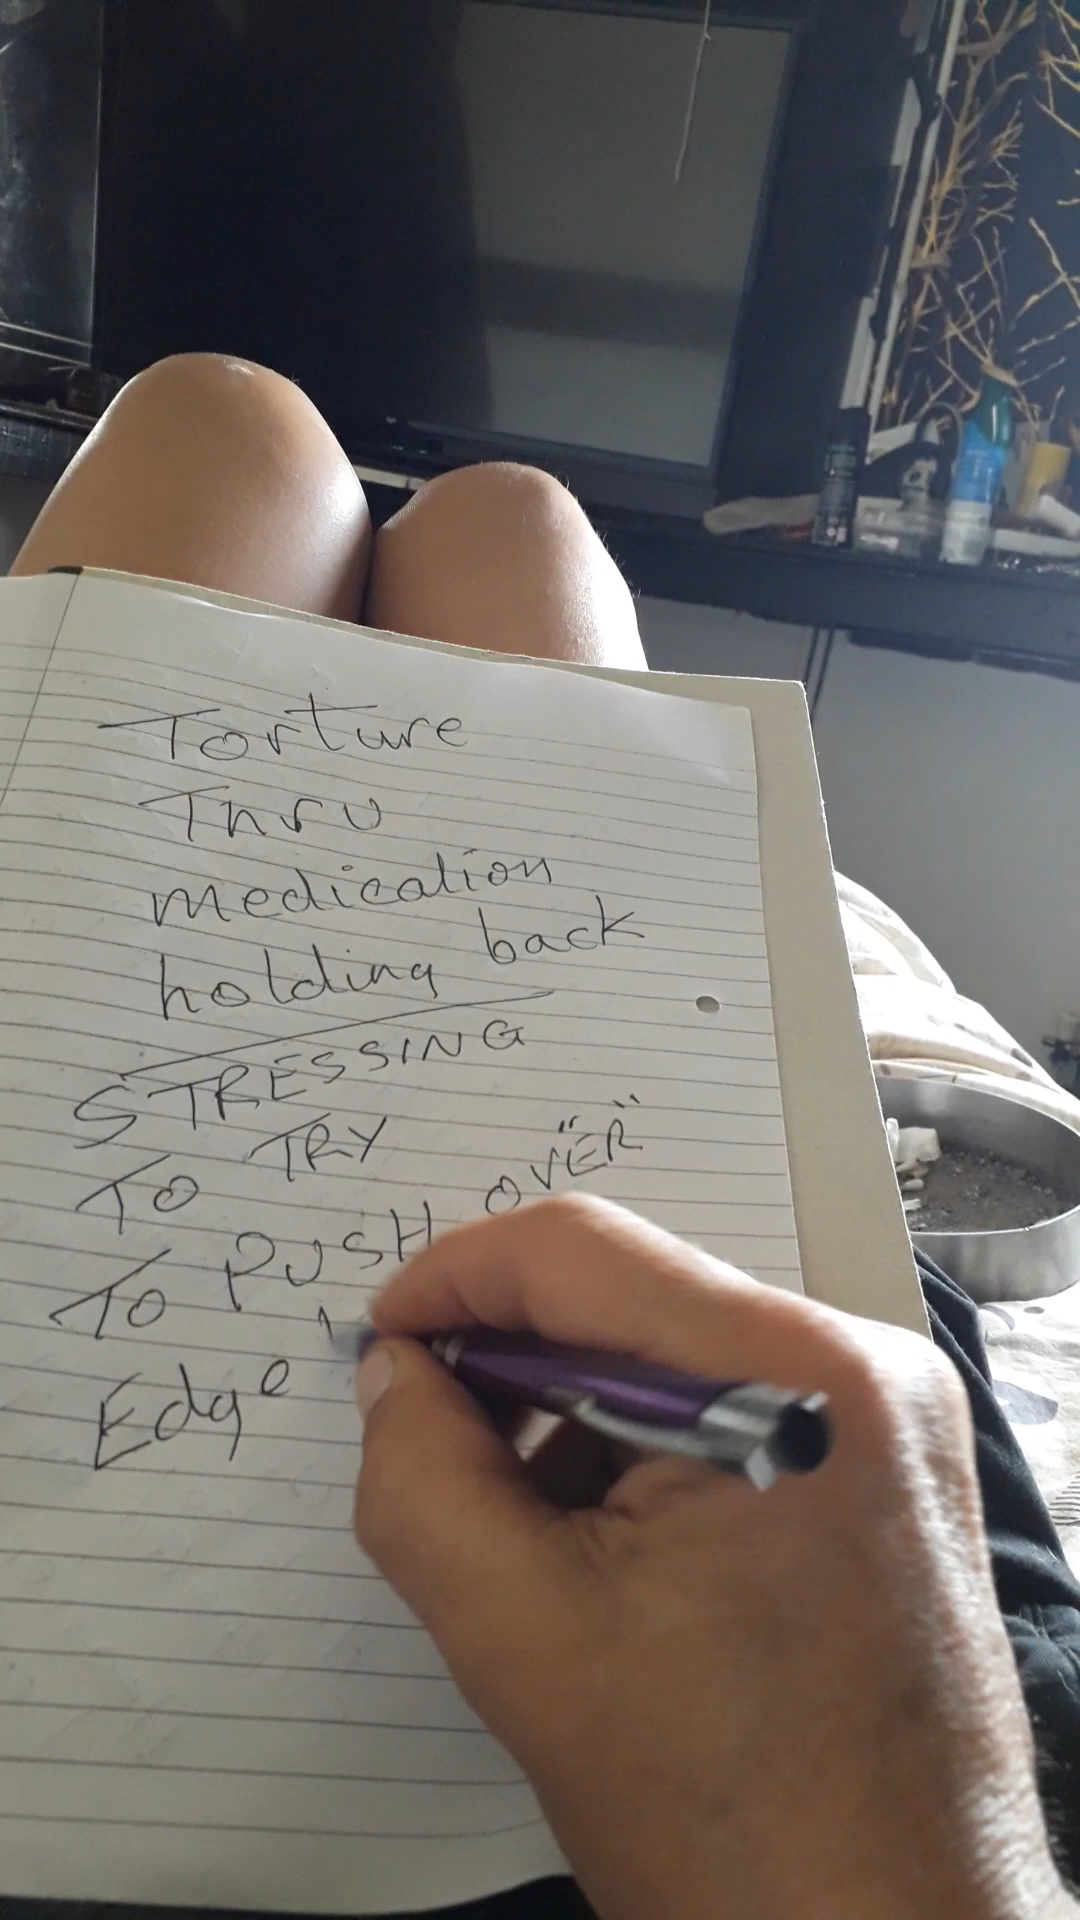 Torture
Thru
medication
holding back
STRESSING
TO TRY
TO PUSH OVER"
Edge